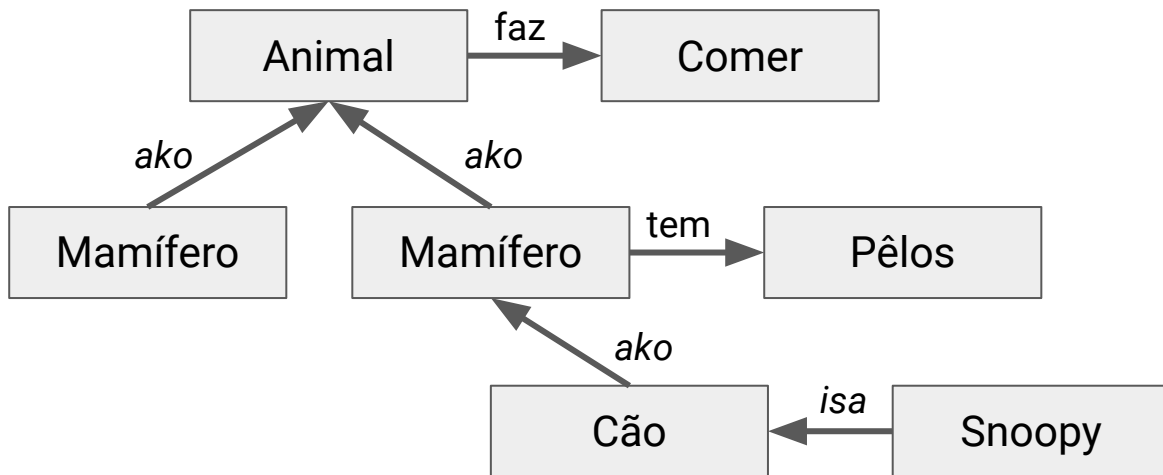 faz
Animal
Comer
ako
ako
Mamífero
Mamífero
tem
Pêlos
ako
Cão
isa
Snoopy